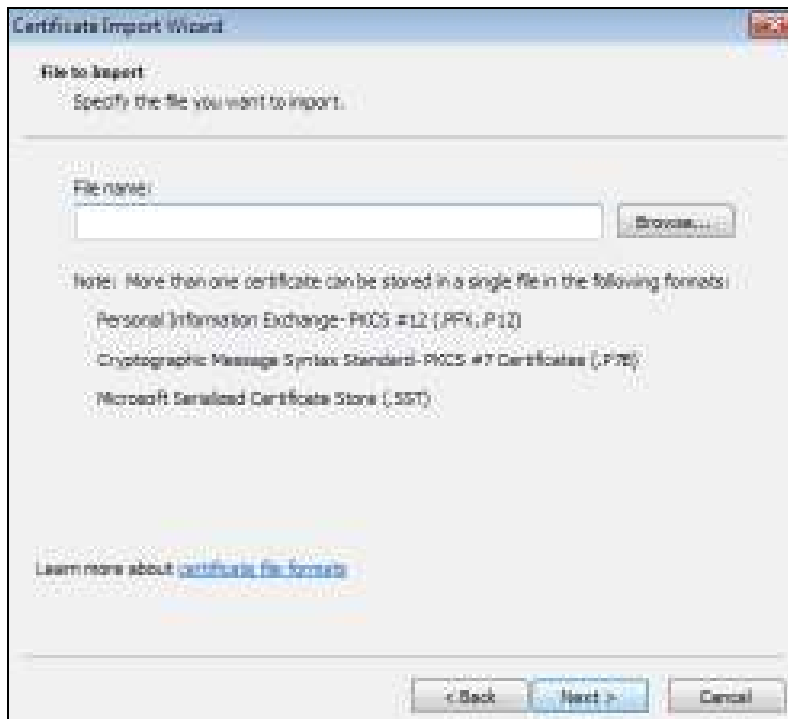 Certificate Import Wizard
File to Import
Specify the file you want to import.
File name:
Browse...
Note: More than one certificate can be stored in a single file in the following formats:
Personal Information Exchange- PKCS #12 (.PFX,.P12)
Cryptographic Message Syntax Standard- PKCS #7 Certificates (.P7B)
Microsoft Serialized Certificate Store (.SST)
Learn more about certificate file formats
< Back
Next >
Cancel